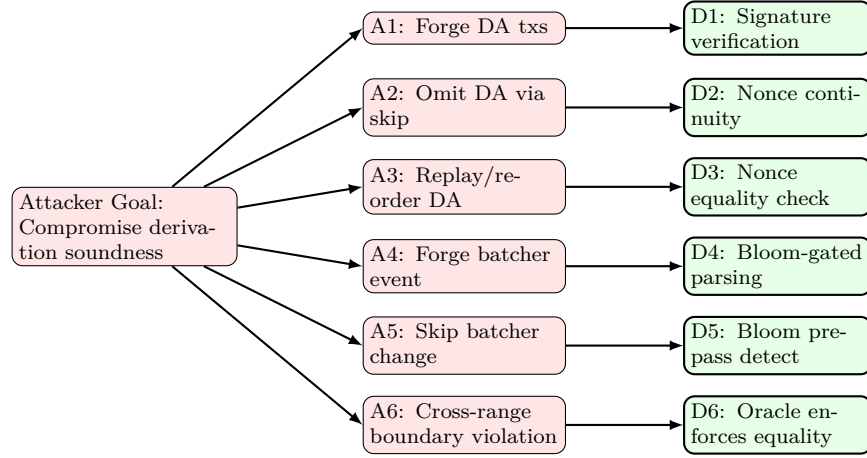 Attacker Goal:
Compromise deriva-
tion soundness
A1: Forge DA txs
D1: Signature
verification
A2: Omit DA via
skip
D2: Nonce conti-
nuity
A3: Replay/re-
order DA
D3: Nonce
equality check
A4: Forge batcher
event
D4: Bloom-gated
parsing
A5: Skip batcher
change
D5: Bloom pre-
pass detect
A6: Cross-range
boundary violation
D6: Oracle en-
forces equality